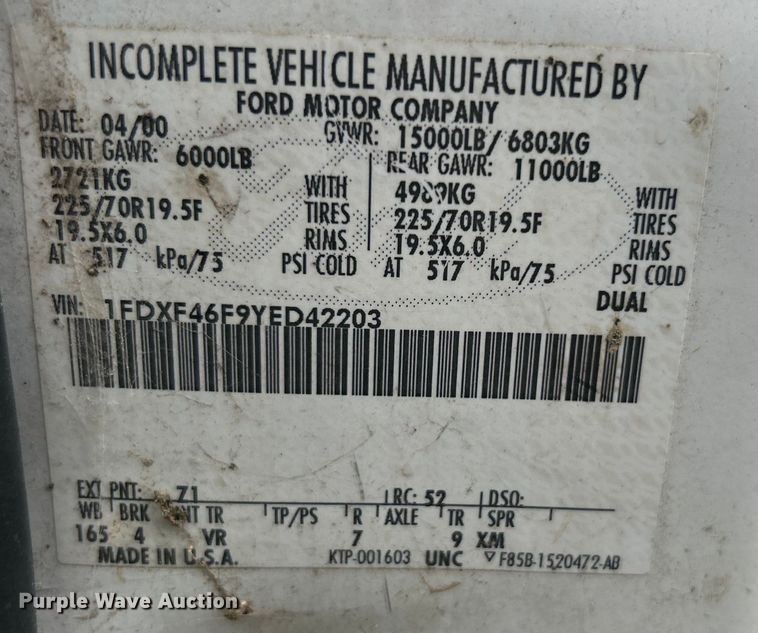 INCOMPLETE VEHICLE MANUFACTURED BY
FORD MOTOR COMPANY
DATE: 04/00 GVWR: 15000LB/ 6803KG
FRONT GAWR: 6000LB REAR GAWR: 11000LB
2721KG WITH 4989KG WITH
225/70R19.5F TIRES 225/70R19.5F TIRES
19.5X6.0 RIMS 19.5X6.0 RIMS
AT 517 kPa/75 PSI COLD AT 517 kPa/75 PSI COLD
DUAL
VIN: 1FDXF46F9YED42203
EXT PNT: Z1 RC: 52 DSO:
WB BRK INT TR TP/PS R AXLE TR SPR
165 4 VR 7 9 XM
MADE IN U.S.A. KTP-001603 UNC F85B-1520472-AB
Purple Wave Auction